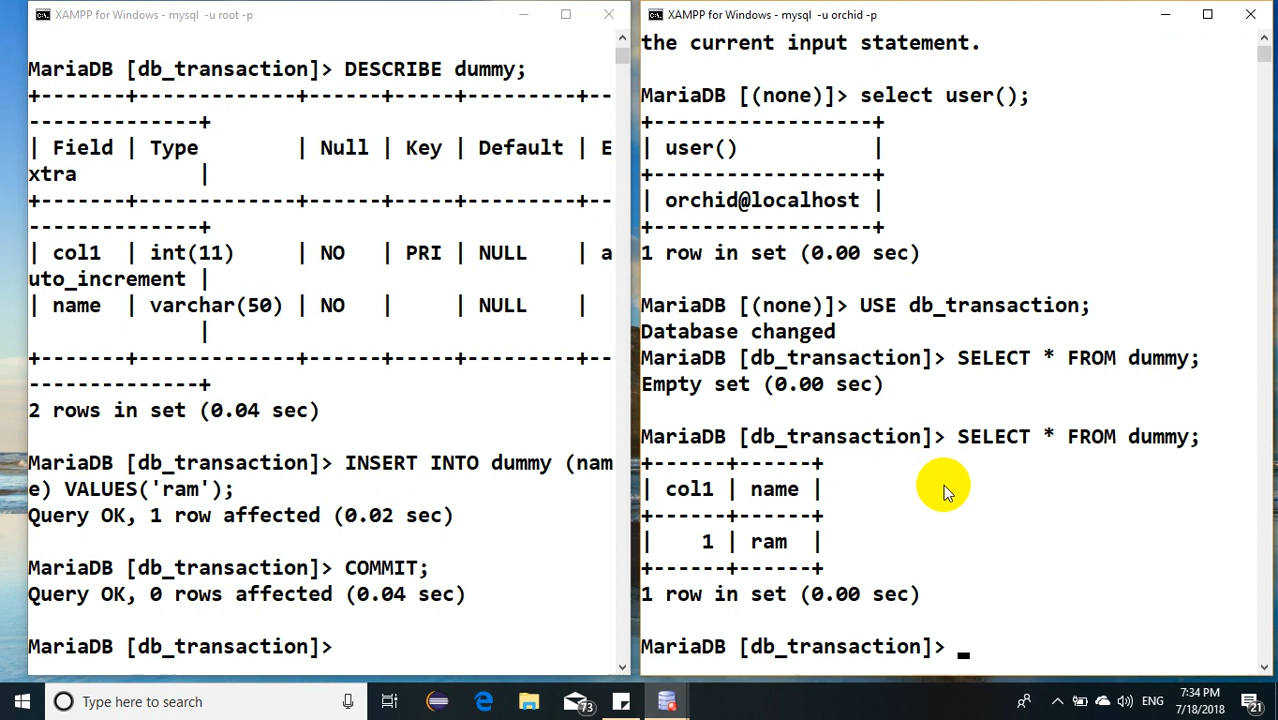 XAMPP for Windows - mysql -u root -p
MariaDB [db_transaction]> DESCRIBE dummy;
+-------+-------------+------+-----+---------+--
--------------+
| Field | Type        | Null | Key | Default | E
xtra           |
+-------+-------------+------+-----+---------+--
--------------+
| col1  | int(11)     | NO   | PRI | NULL    | a
uto_increment |
| name  | varchar(50) | NO   |     | NULL    |
              |
+-------+-------------+------+-----+---------+--
--------------+
2 rows in set (0.04 sec)
MariaDB [db_transaction]> INSERT INTO dummy (nam
e) VALUES('ram');
Query OK, 1 row affected (0.02 sec)
MariaDB [db_transaction]> COMMIT;
Query OK, 0 rows affected (0.04 sec)
MariaDB [db_transaction]>
XAMPP for Windows - mysql -u orchid -p
the current input statement.
MariaDB [(none)]> select user();
+------------------+
| user()           |
+------------------+
| orchid@localhost |
+------------------+
1 row in set (0.00 sec)
MariaDB [(none)]> USE db_transaction;
Database changed
MariaDB [db_transaction]> SELECT * FROM dummy;
Empty set (0.00 sec)
MariaDB [db_transaction]> SELECT * FROM dummy;
+------+------+
| col1 | name |
+------+------+
|    1 | ram  |
+------+------+
1 row in set (0.00 sec)
MariaDB [db_transaction]>
Type here to search
73
ENG
7:34 PM
7/18/2018
21